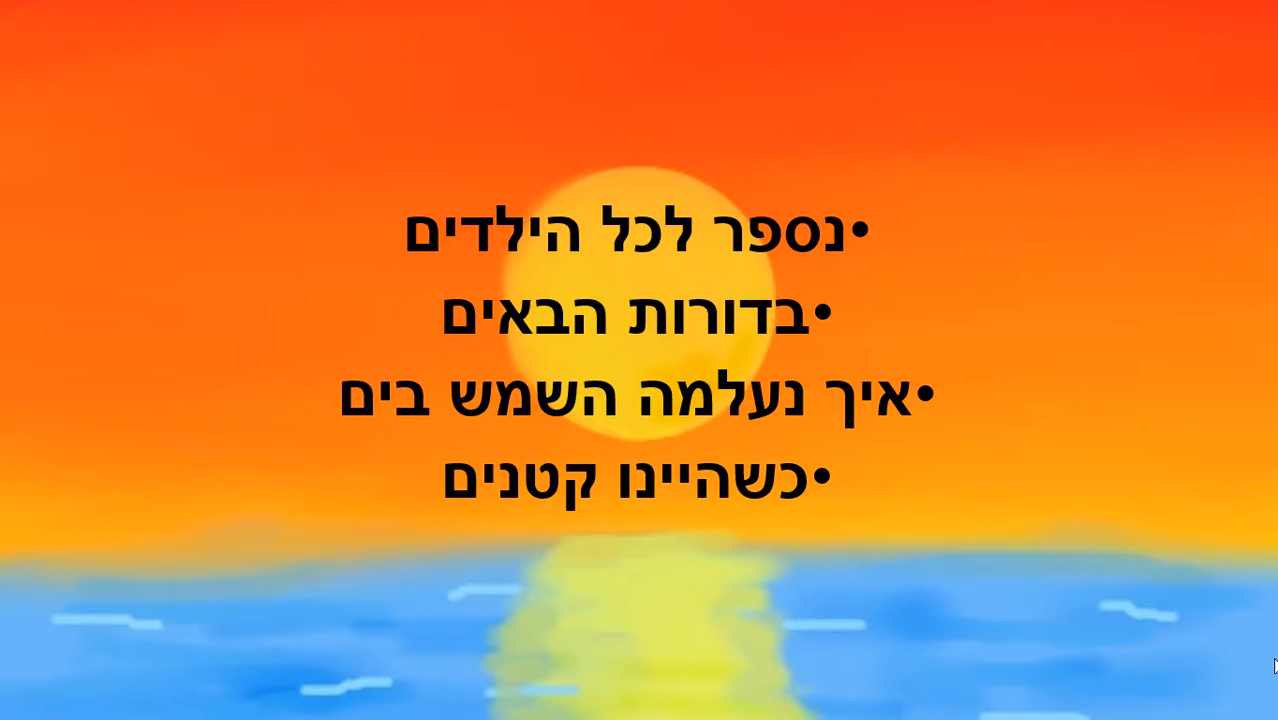 •נספר לכל הילדים
•בדורות הבאים
•איך נעלמה השמש בים
•כשהיינו קטנים